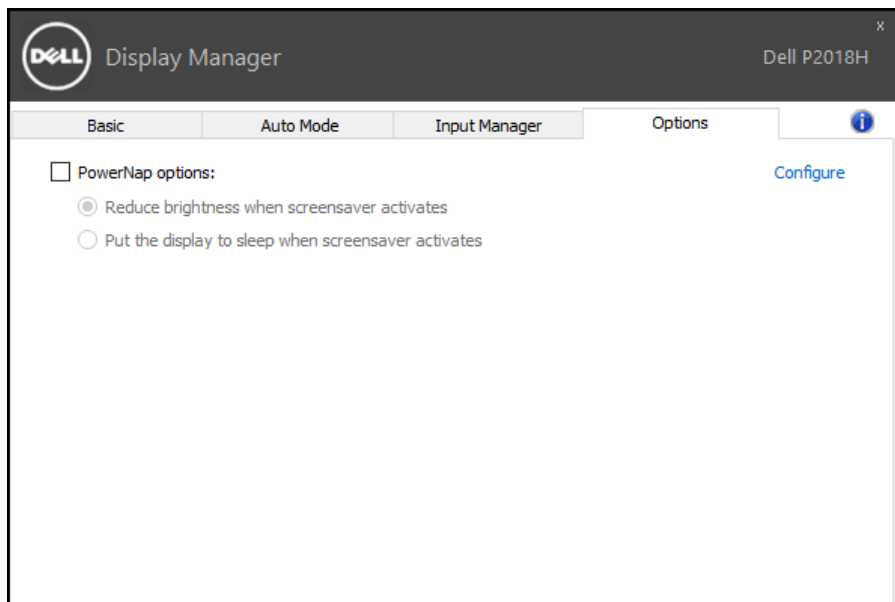 x
DELL Display Manager Dell P2018H
Basic Auto Mode Input Manager Options i
PowerNap options: Configure
Reduce brightness when screensaver activates
Put the display to sleep when screensaver activates